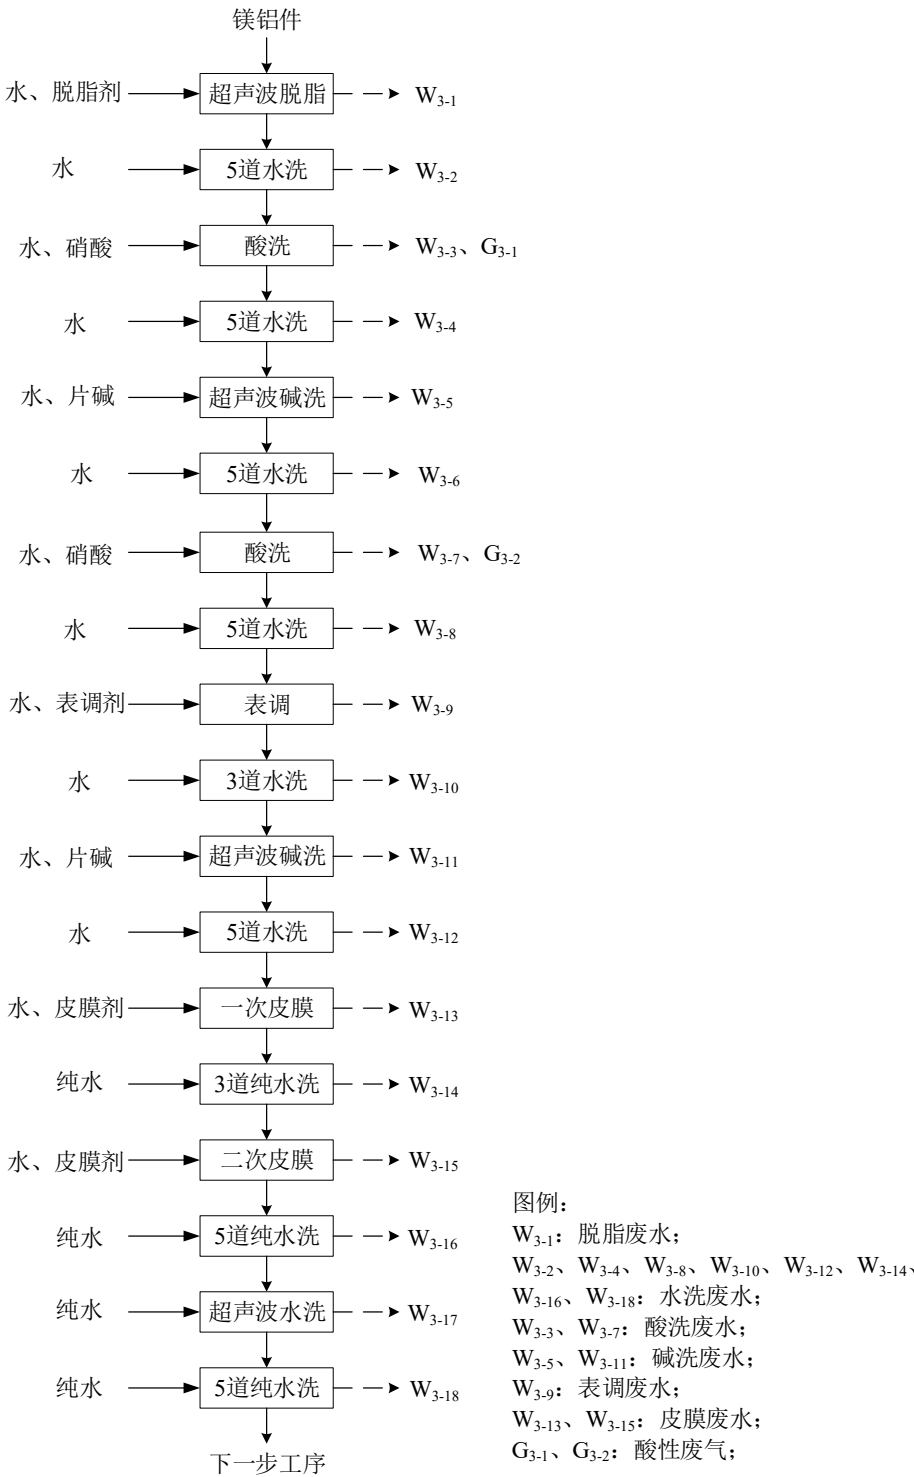 镁铝件
水、脱脂剂 超声波脱脂 W3-1
水 5道水洗 W3-2
水、硝酸 酸洗 W3-3、G3-1
水 5道水洗 W3-4
水、片碱 超声波碱洗 W3-5
水 5道水洗 W3-6
水、硝酸 酸洗 W3-7、G3-2
水 5道水洗 W3-8
水、表调剂 表调 W3-9
水 3道水洗 W3-10
水、片碱 超声波碱洗 W3-11
水 5道水洗 W3-12
水、皮膜剂 一次皮膜 W3-13
纯水 3道纯水洗 W3-14
水、皮膜剂 二次皮膜 W3-15
纯水 5道纯水洗 W3-16
纯水 超声波水洗 W3-17
纯水 5道纯水洗 W3-18
下一步工序
图例：
W3-1：脱脂废水；
W3-2、W3-4、W3-8、W3-10、W3-12、W3-14、
W3-16、W3-18：水洗废水；
W3-3、W3-7：酸洗废水；
W3-5、W3-11：碱洗废水；
W3-9：表调废水；
W3-13、W3-15：皮膜废水；
G3-1、G3-2：酸性废气；